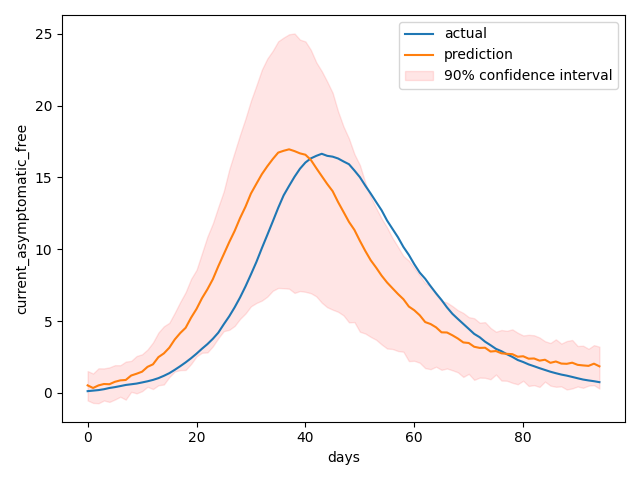 actual
prediction
90% confidence interval
25
20
15
10
5
0
current_asymptomatic_free
0 20 40 60 80
days